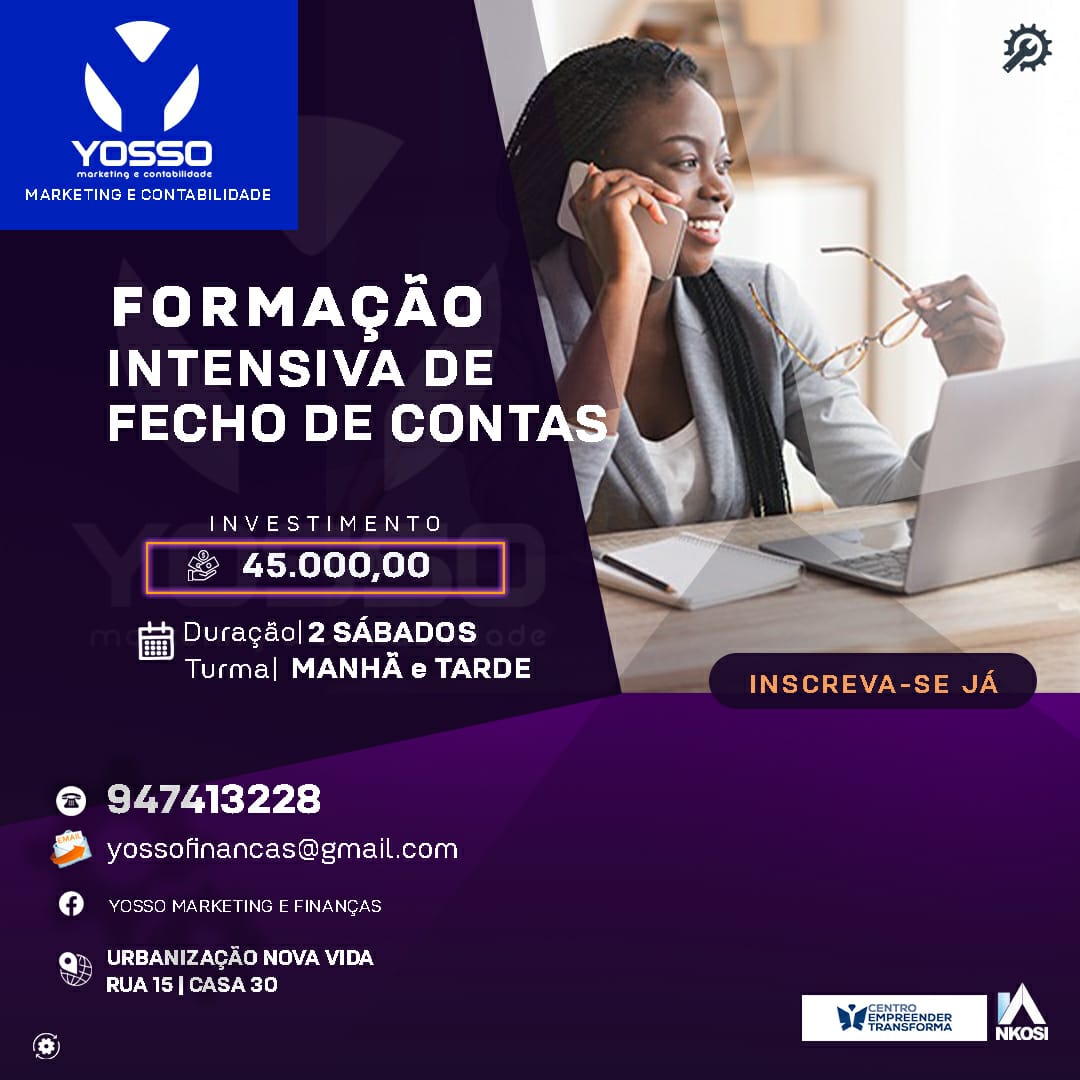 YOSSO
marketing e contabilidade
MARKETING E CONTABILIDADE
FORMAÇÃO
INTENSIVA DE
FECHO DE CONTAS
INVESTIMENTO
45.000,00
Duração| 2 SÁBADOS
Turma| MANHÃ e TARDE
INSCREVA-SE JÁ
947413228
EMAIL
yossofinancas@gmail.com
YOSSO MARKETING E FINANÇAS
URBANIZAÇÃO NOVA VIDA
RUA 15 | CASA 30
CENTRO
EMPREENDER
TRANSFORMA
NKOSI